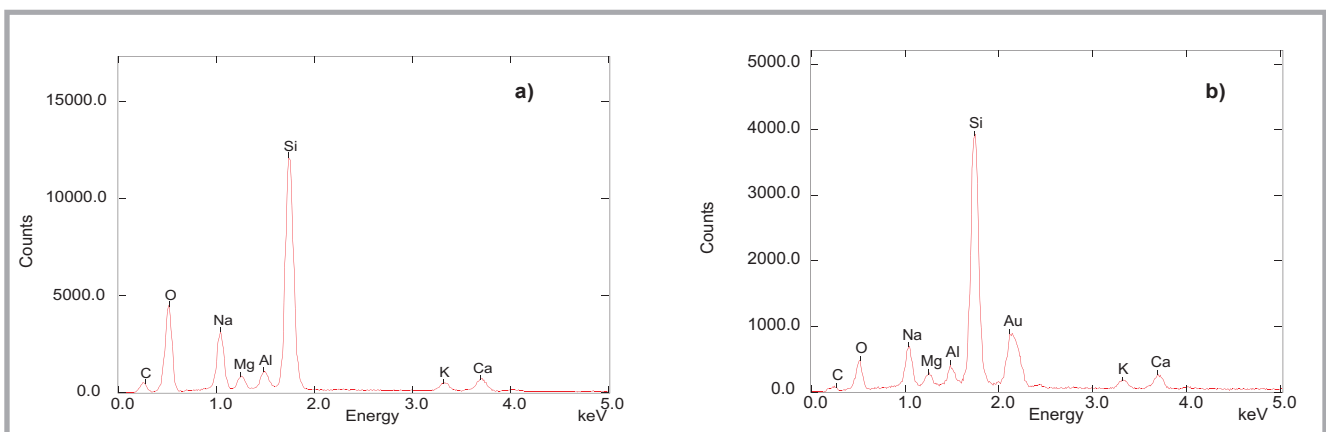 a)
15000.0
10000.0
5000.0
0.0
Counts
C
O
Na
Mg
Al
Si
K
Ca
0.0 1.0 2.0 3.0 4.0 5.0
Energy keV
b)
5000.0
4000.0
3000.0
2000.0
1000.0
0.0
Counts
C
O
Na
Mg
Al
Si
Au
K
Ca
0.0 1.0 2.0 3.0 4.0 5.0
Energy keV